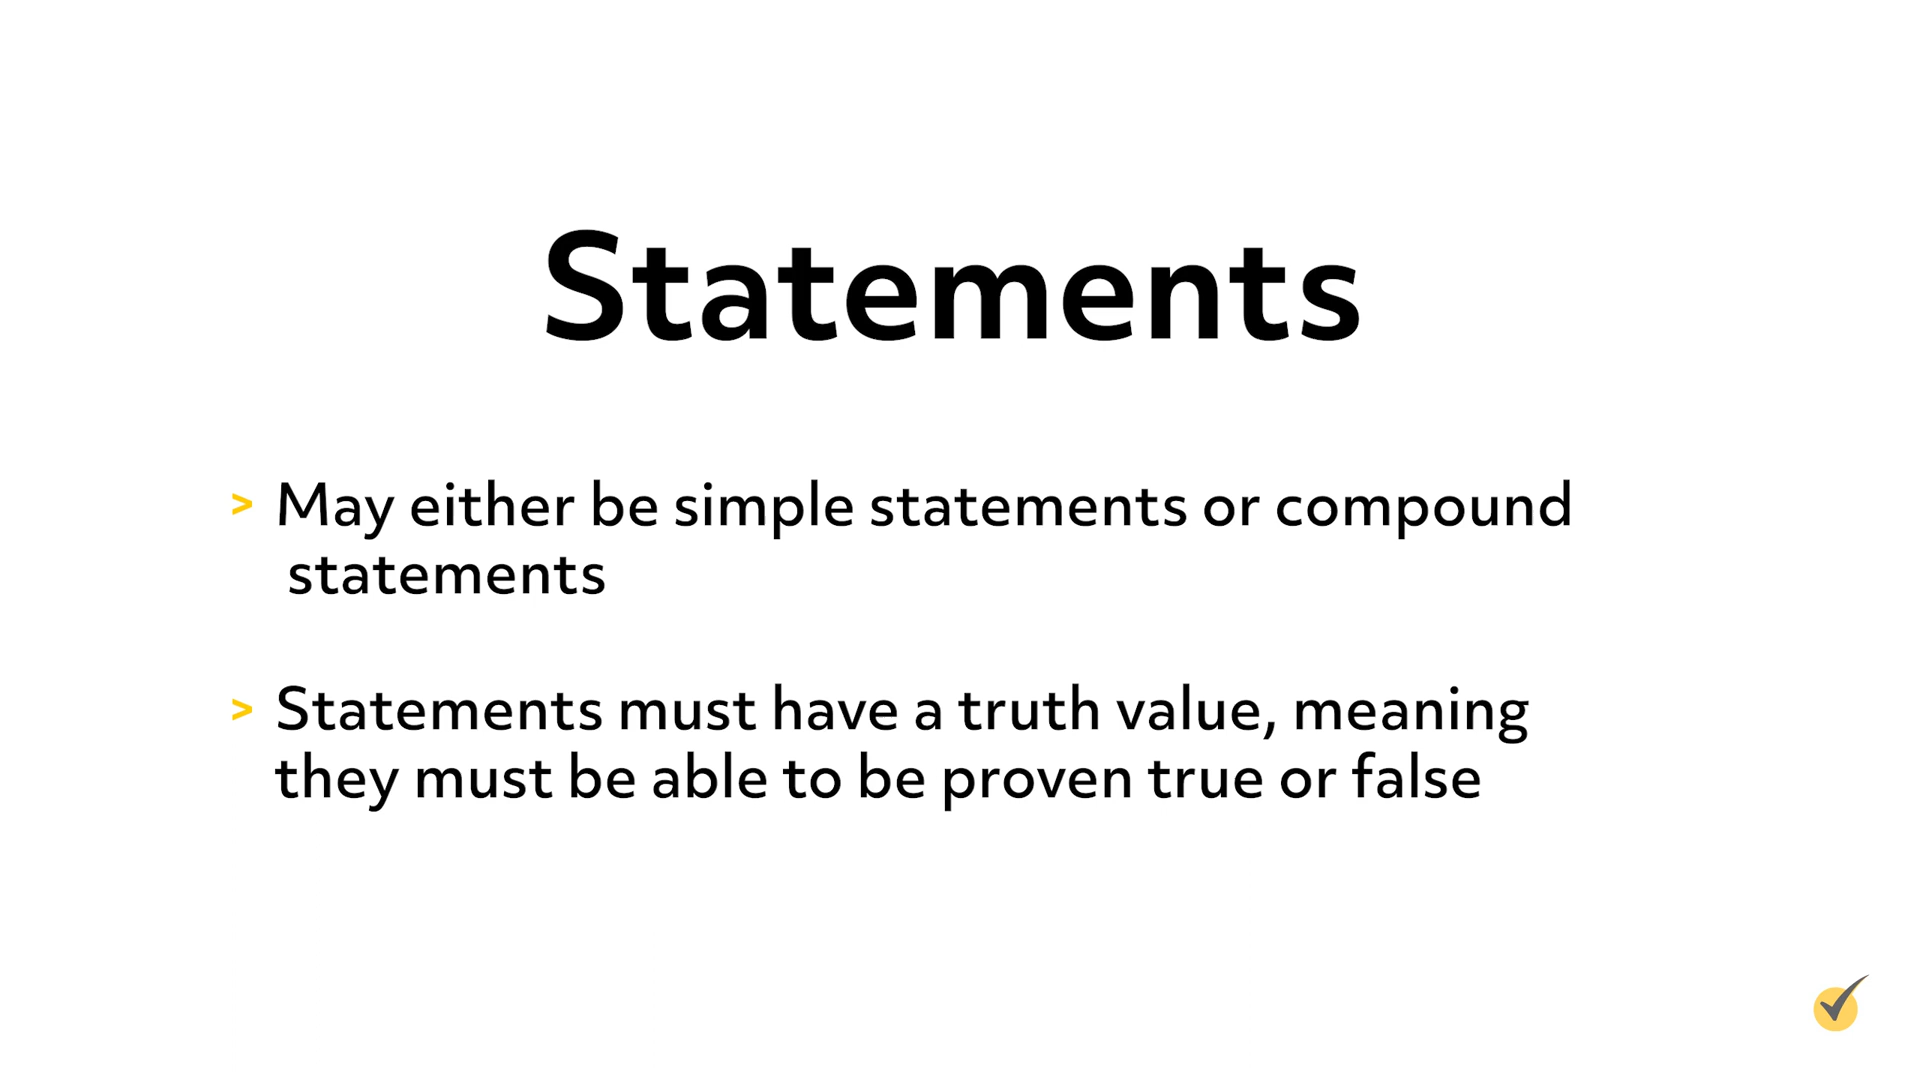 Statements
> May either be simple statements or compound
statements
> Statements must have a truth value, meaning
they must be able to be proven true or false